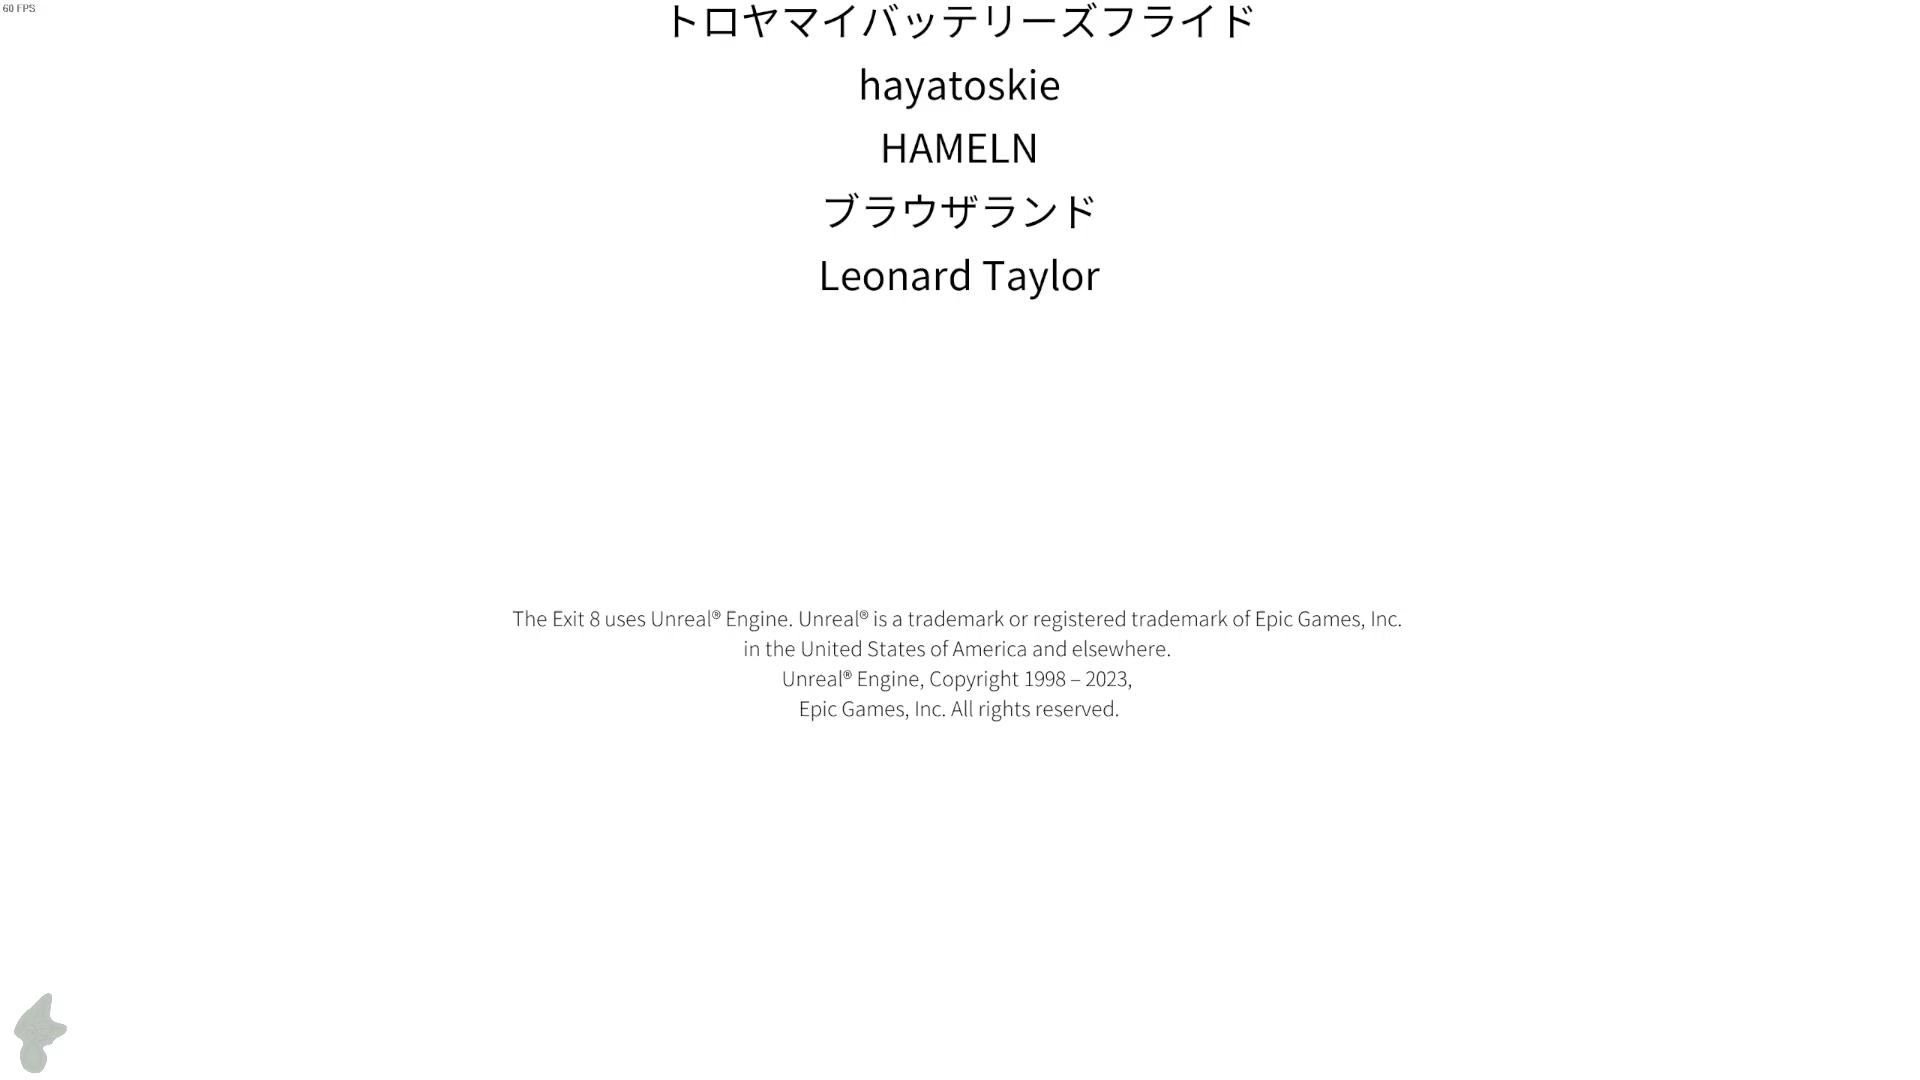 60 FPS
トロヤマイバッテリーズフライド
hayatoskie
HAMELN
ブラウザランド
Leonard Taylor
The Exit 8 uses Unreal® Engine. Unreal® is a trademark or registered trademark of Epic Games, Inc.
in the United States of America and elsewhere.
Unreal® Engine, Copyright 1998 – 2023,
Epic Games, Inc. All rights reserved.